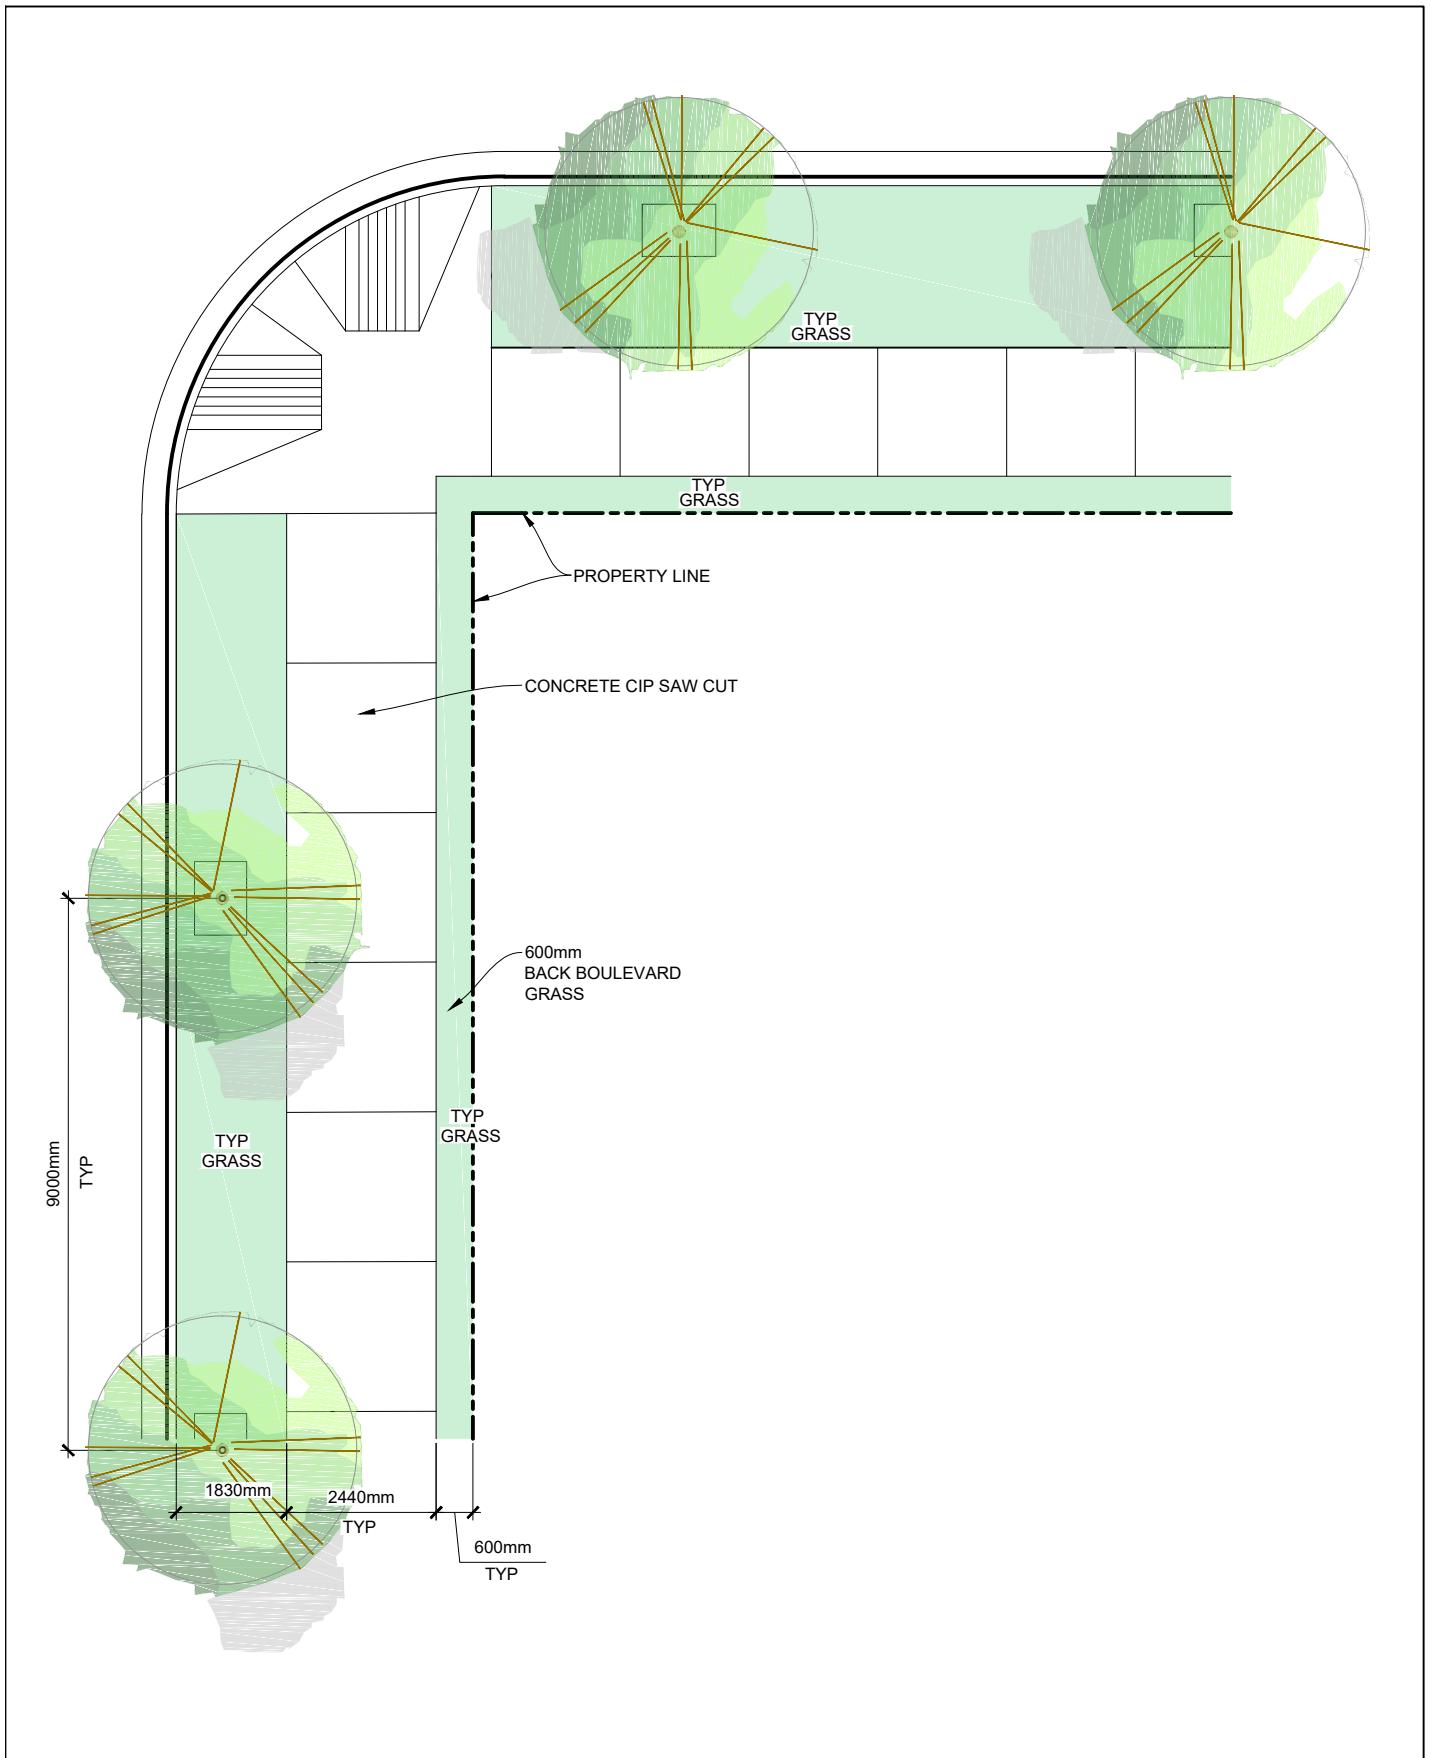 TYP
GRASS
TYP
GRASS
PROPERTY LINE
CONCRETE CIP SAW CUT
600mm
BACK BOULEVARD
GRASS
TYP
GRASS
TYP
GRASS
9000mm
TYP
1830mm
2440mm
TYP
600mm
TYP